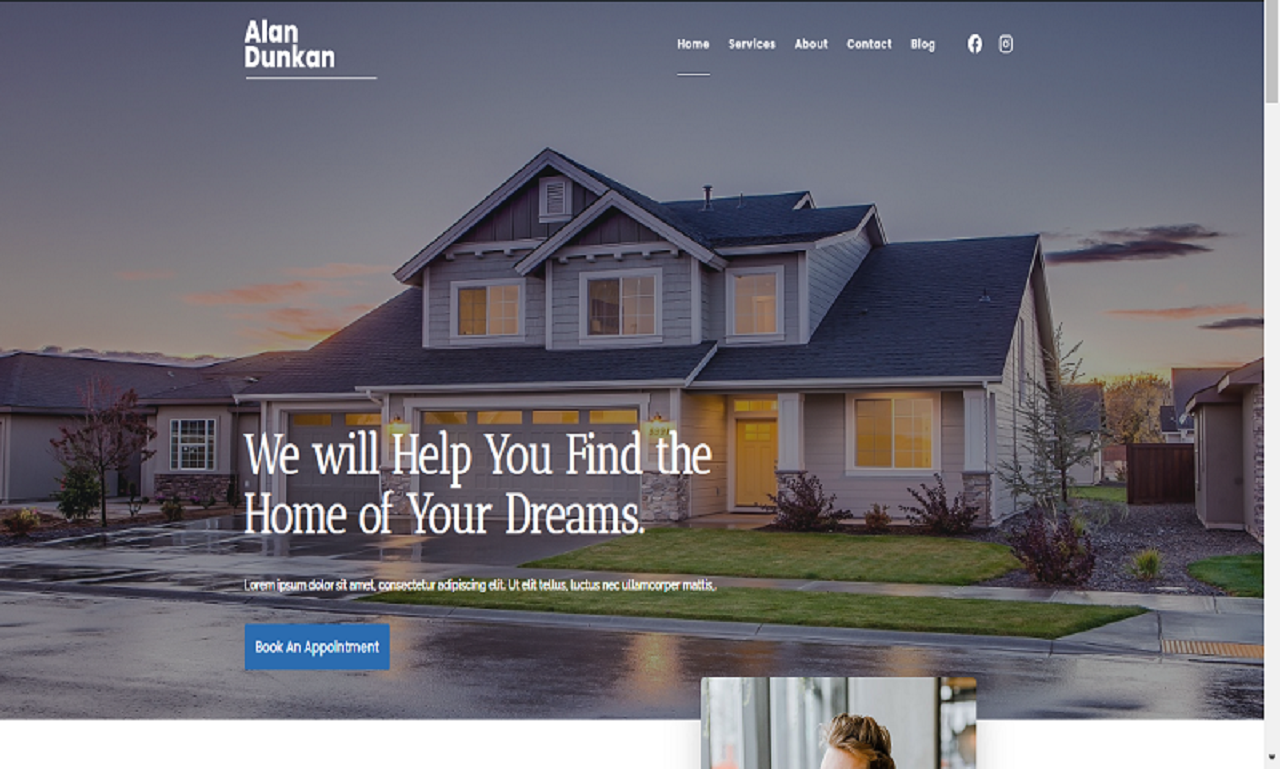 Alan
Dunkan
Home Services About Contact Blog
We will Help You Find the
Home of Your Dreams.
Lorem ipsum dolor sit amet, consectetur adipiscing elit. Ut elit tellus, luctus nec ullamcorper mattis,.
Book An Appointment